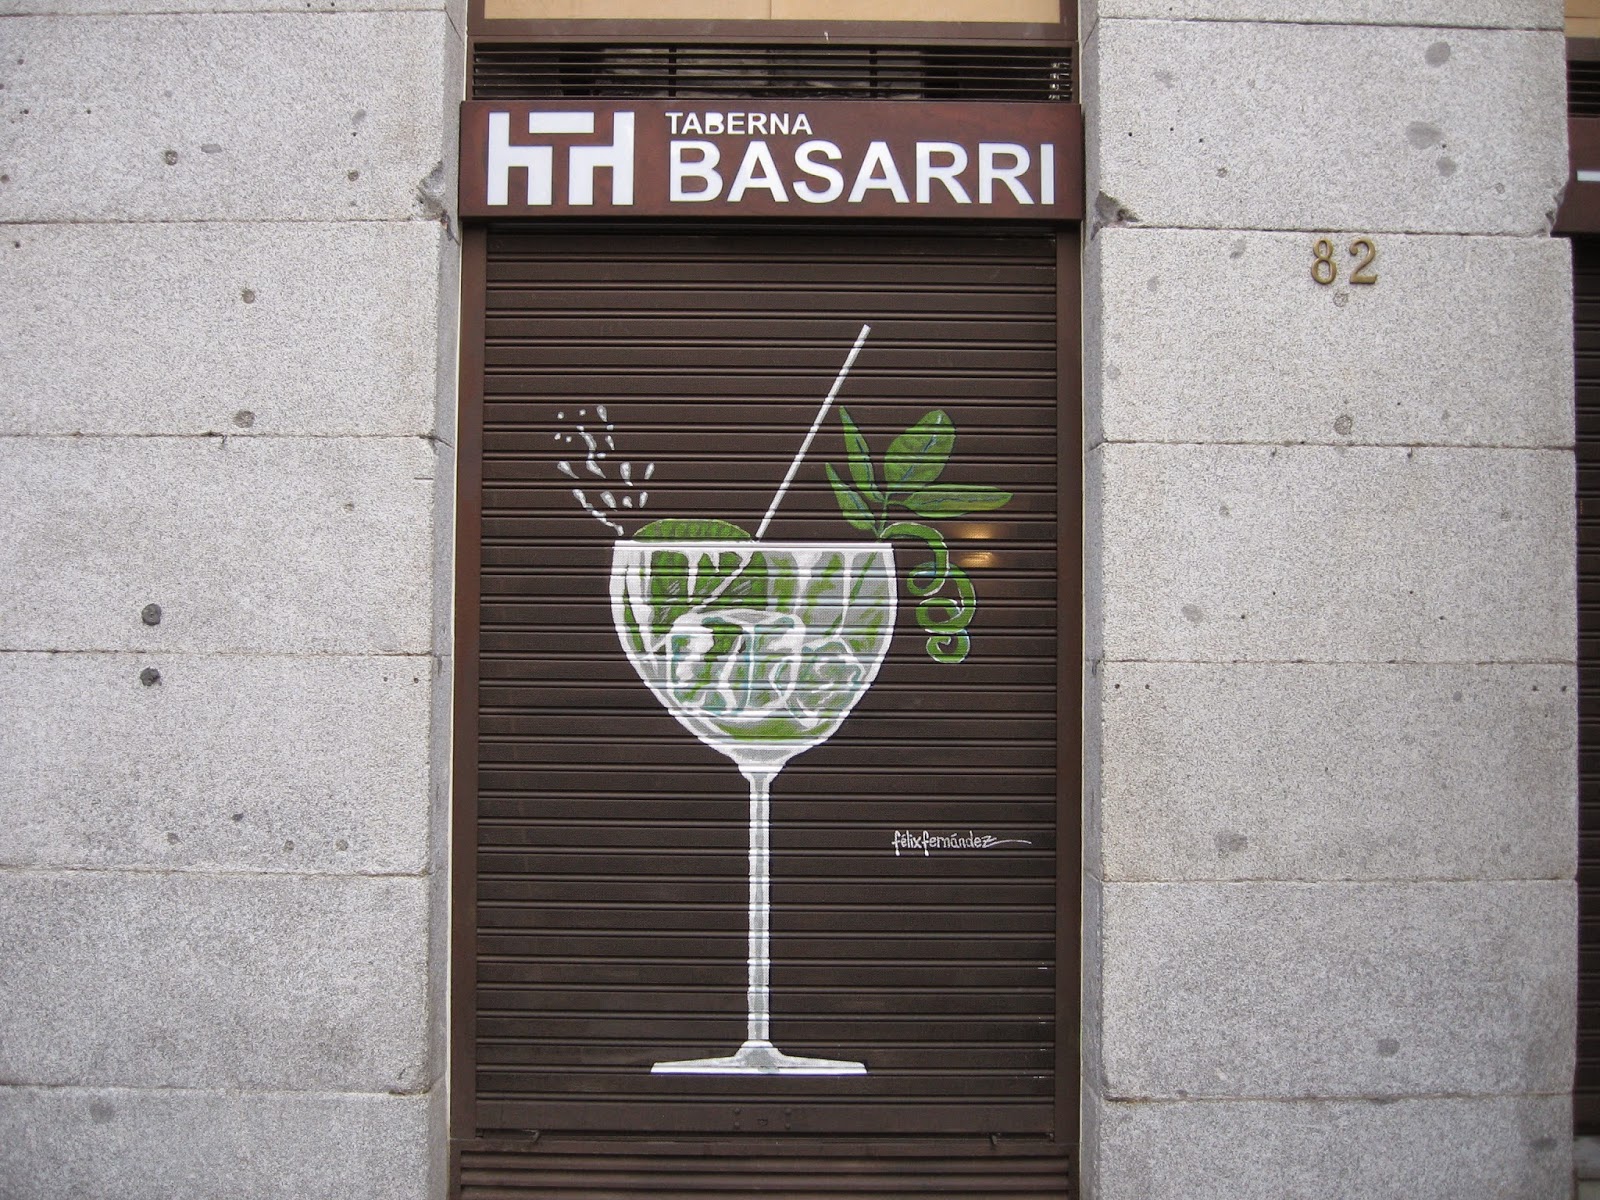 TABERNA
BASARRI
82
félixfernández